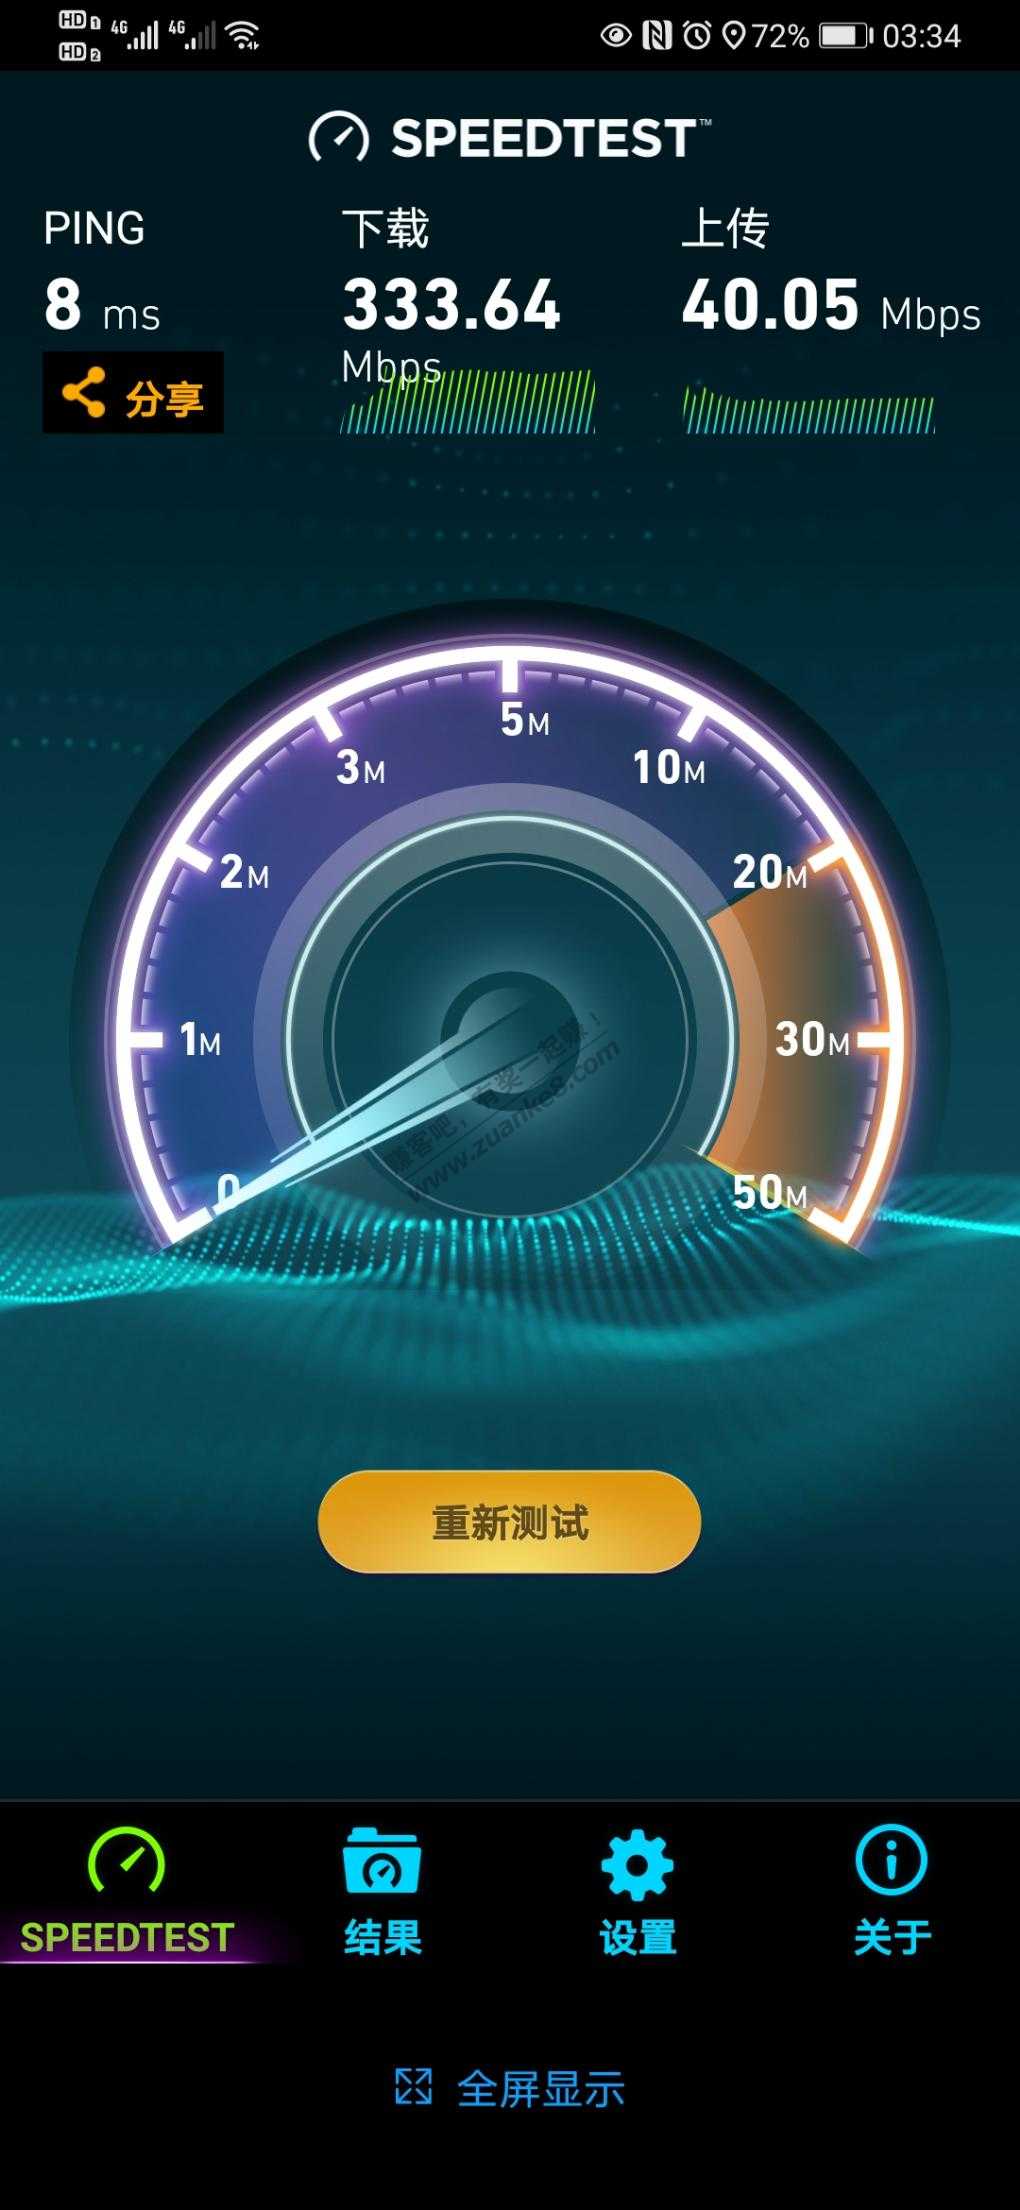 HD 1 4G 4G 72% 03:34
HD 2
SPEEDTEST™
PING 下载 上传
8 ms 333.64 40.05 Mbps
Mbps
分享
5M
3M 10M
2M 20M
1M 30M
0 50M
赚客吧，有奖一起赚！
www.zuanke8.com
重新测试
SPEEDTEST 结果 设置 关于
全屏显示